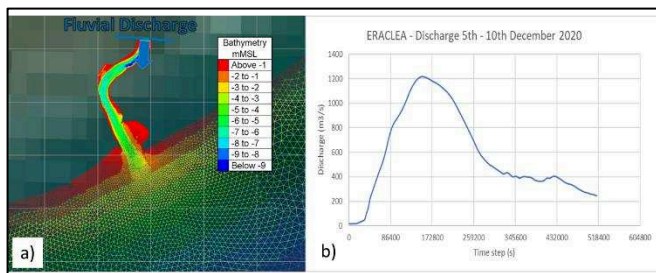 Fluvial Discharge
Bathymetry
mMSL
Above -1
-2 to -1
-3 to -2
-4 to -3
-5 to -4
-6 to -5
-7 to -6
-8 to -7
-9 to -8
Below -9
a)
ERACLEA - Discharge 5th - 10th December 2020
Discharge (m3/s)
1400
1200
1000
800
600
400
200
0
0 86400 172800 259200 345600 432000 518400 604800
Time step (s)
b)